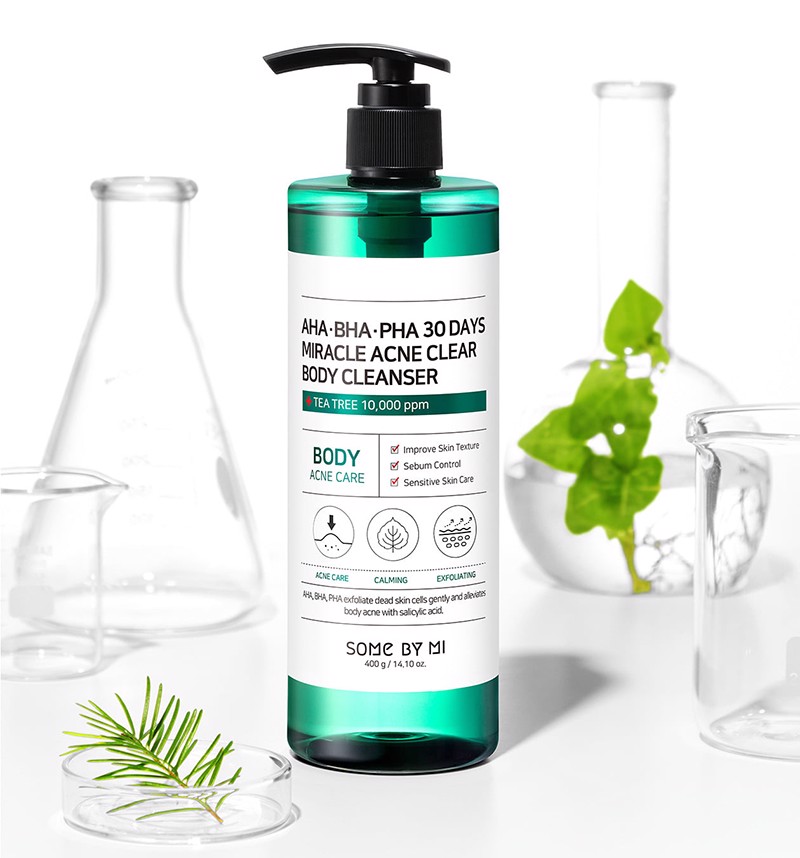 AHA·BHA·PHA 30 DAYS
MIRACLE ACNE CLEAR
BODY CLEANSER
+TEA TREE 10,000 ppm
BODY
ACNE CARE
Improve Skin Texture
Sebum Control
Sensitive Skin Care
ACNE CARE
CALMING
EXFOLIATING
AHA, BHA, PHA exfoliate dead skin cells gently and alleviates
body acne with salicylic acid.
SOME BY MI
400 g / 14.10 oz.